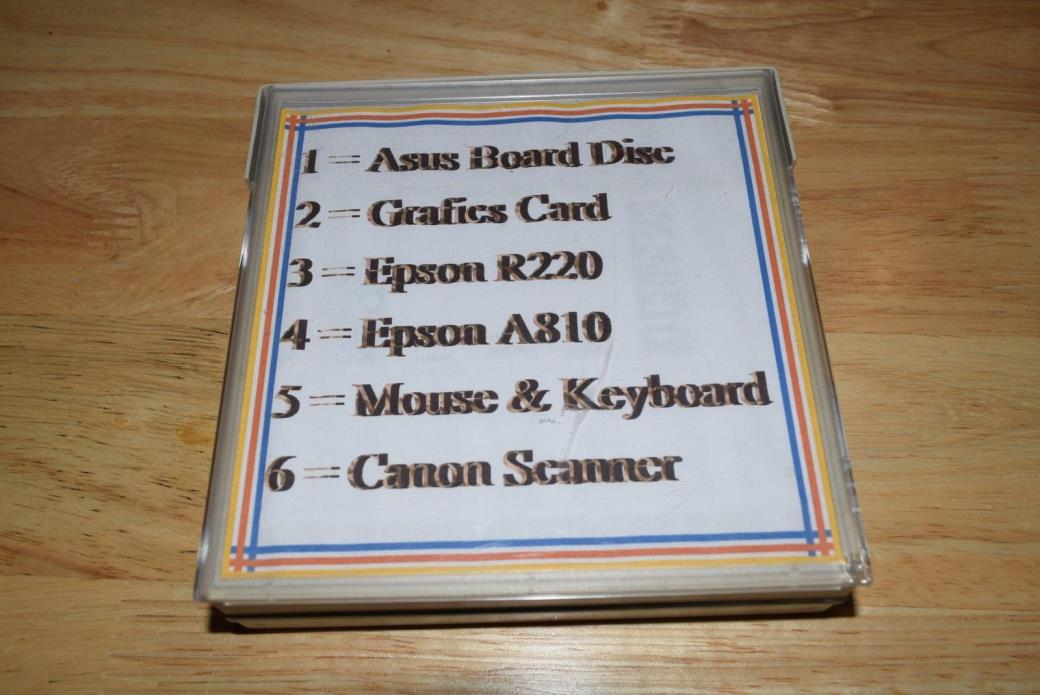 1 = Asus Board Disc
2 = Grafics Card
3 = Epson R220
4 = Epson A810
5 = Mouse & Keyboard
6 = Canon Scanner